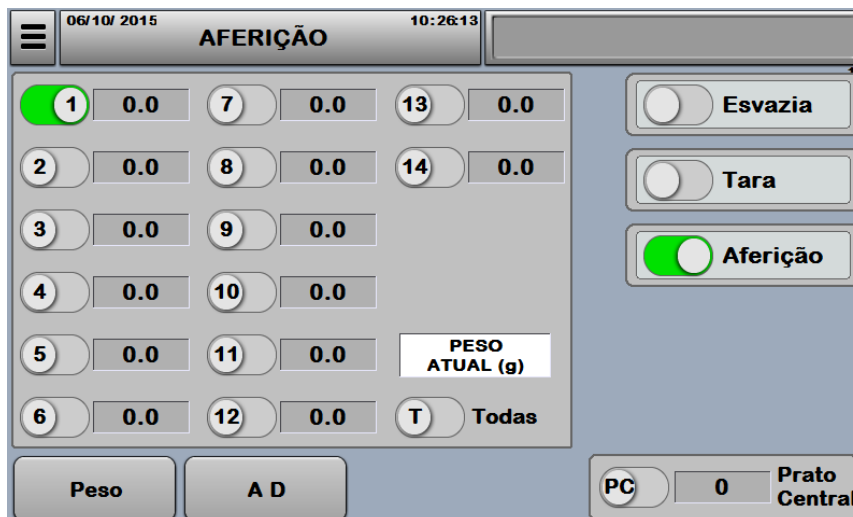 06/10/ 2015 AFERIÇÃO 10:26:13
1 0.0 7 0.0 13 0.0
2 0.0 8 0.0 14 0.0
3 0.0 9 0.0
4 0.0 10 0.0
5 0.0 11 0.0
PESO
ATUAL (g)
6 0.0 12 0.0 T Todas
Esvazia
Tara
Aferição
Peso
A D
PC 0 Prato
Central